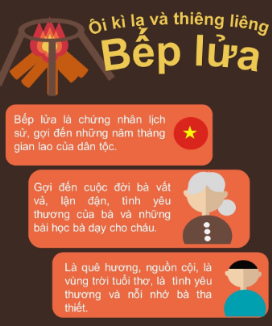 Ôi kì lạ và thiêng liêng
Bếp lửa
Bếp lửa là chứng nhân lịch
sử, gợi đến những năm tháng
gian lao của dân tộc.
Gợi đến cuộc đời bà vất
vả, lận đận, tình yêu
thương của bà và những
bài học bà dạy cho cháu.
Là quê hương, nguồn cội, là
vùng trời tuổi thơ, là tình yêu
thương và nỗi nhớ bà tha
thiết.